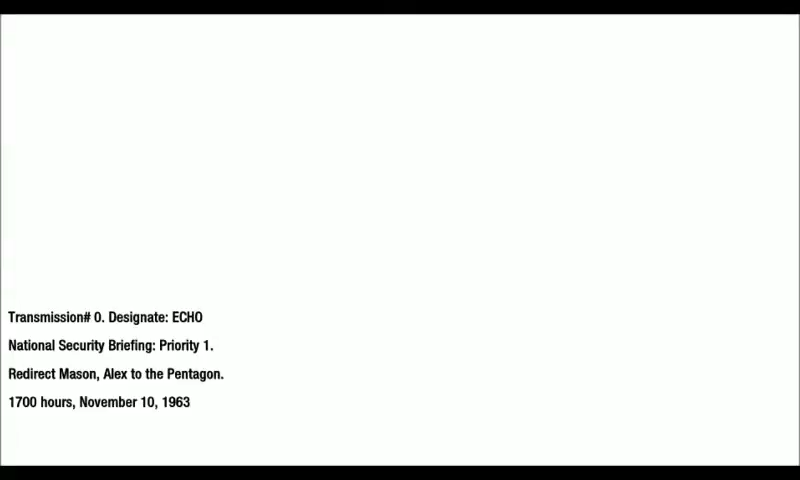 Transmission# 0. Designate: ECHO
National Security Briefing: Priority 1.
Redirect Mason, Alex to the Pentagon.
1700 hours, November 10, 1963